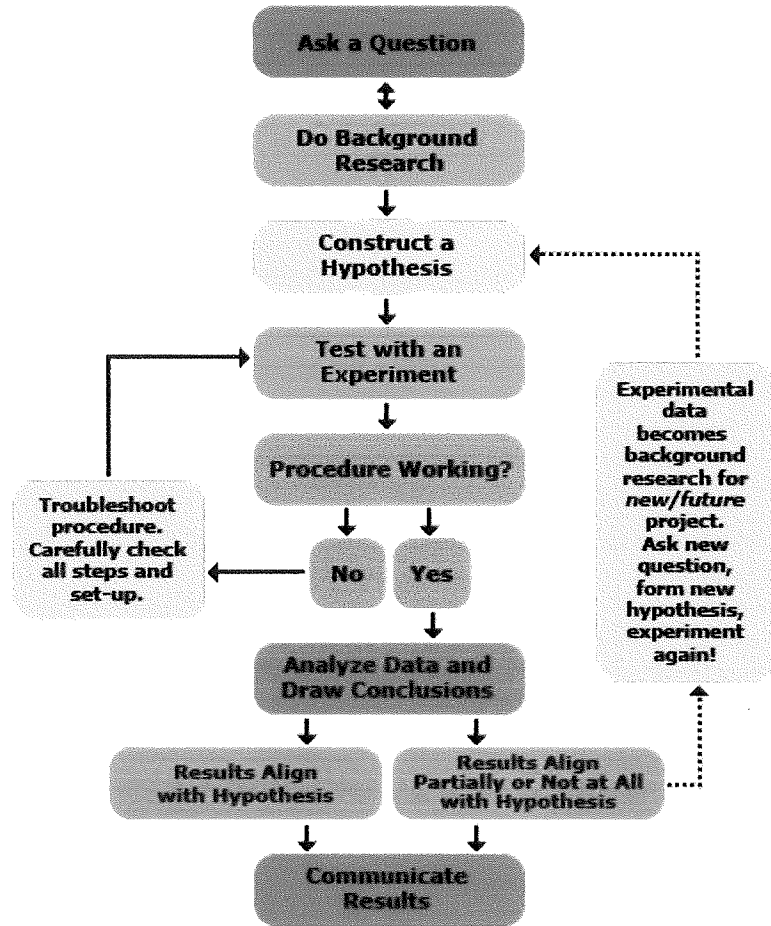 Ask a Question
Do Background
Research
Construct a
Hypothesis
Test with an
Experiment
Procedure Working?
No
Yes
Troubleshoot
procedure.
Carefully check
all steps and
set-up.
Experimental
data
becomes
background
research for
new/future
project.
Ask new
question,
form new
hypothesis,
experiment
again!
Analyze Data and
Draw Conclusions
Results Align
with Hypothesis
Results Align
Partially or Not at All
with Hypothesis
Communicate
Results